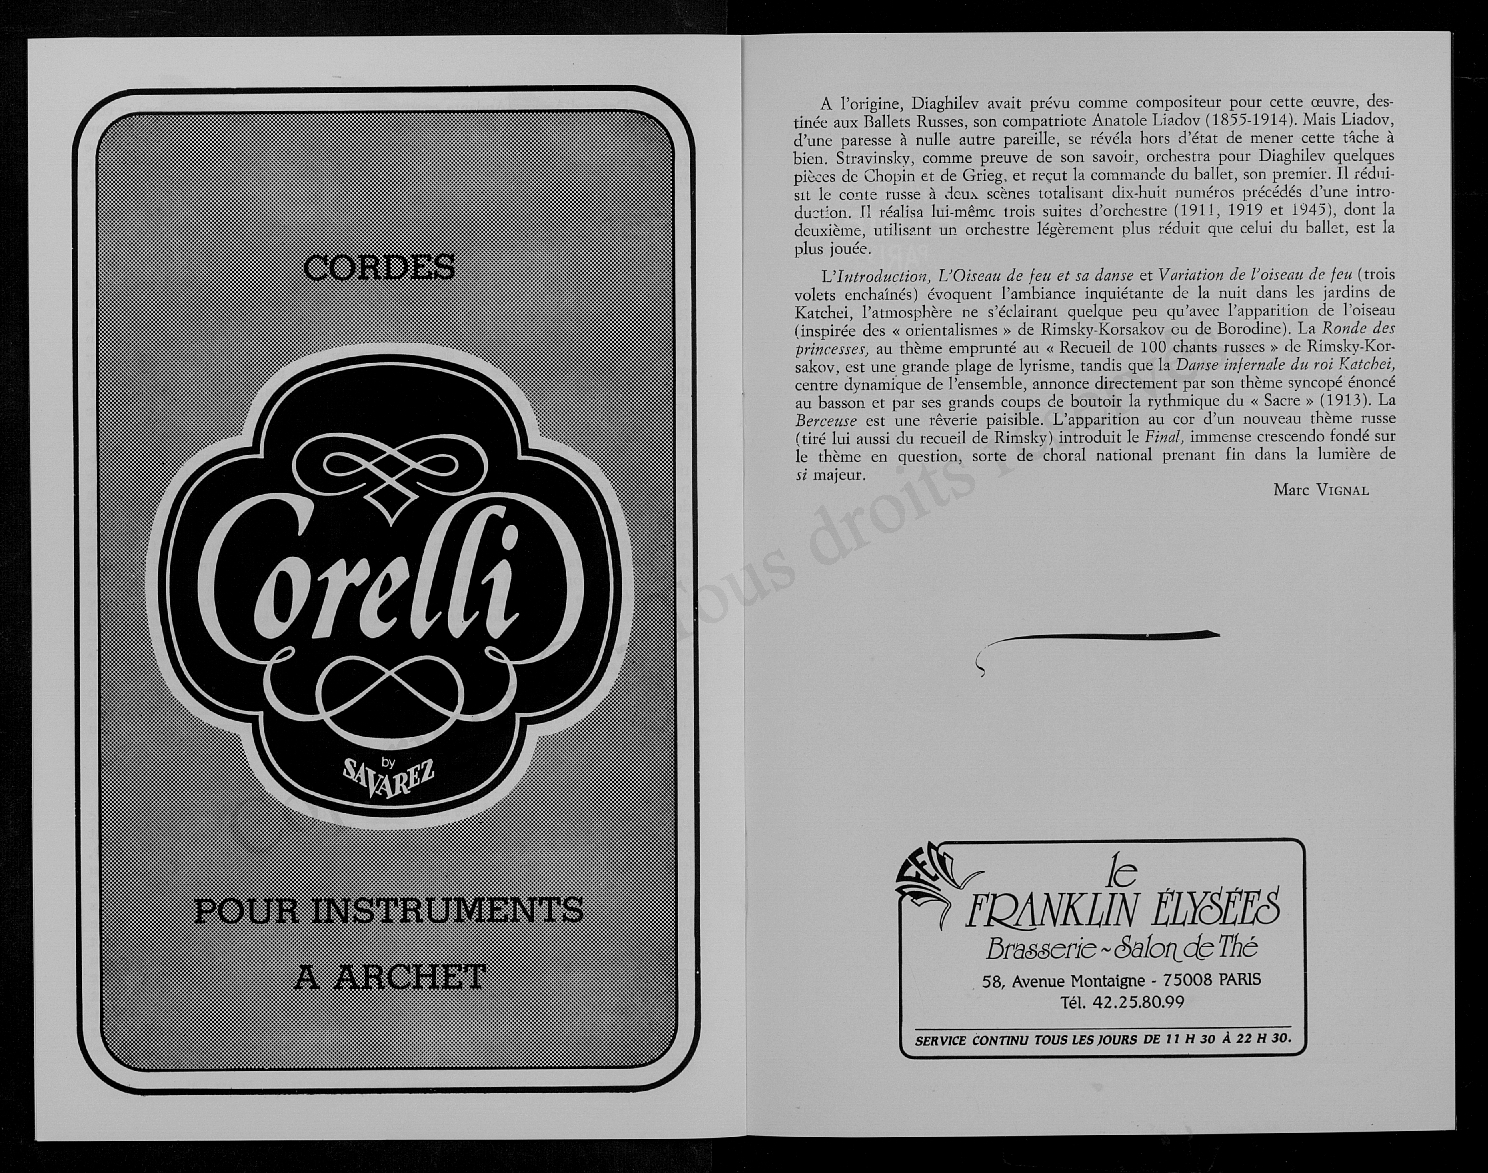 CORDES
Corelli
by
SAVAREZ
POUR INSTRUMENTS
A ARCHET
A l'origine, Diaghilev avait prévu comme compositeur pour cette œuvre, des-
tinée aux Ballets Russes, son compatriote Anatole Liadov (1855-1914). Mais Liadov,
d'une paresse à nulle autre pareille, se révéla hors d'état de mener cette tâche à
bien. Stravinsky, comme preuve de son savoir, orchestra pour Diaghilev quelques
pièces de Chopin et de Grieg, et reçut la commande du ballet, son premier. Il rédui-
sit le conte russe à deux scènes totalisant dix-huit numéros précédés d'une intro-
duction. Il réalisa lui-même trois suites d'orchestre (1911, 1919 et 1945), dont la
deuxième, utilisant un orchestre légèrement plus réduit que celui du ballet, est la
plus jouée.
L'Introduction, L'Oiseau de feu et sa danse et Variation de l'oiseau de feu (trois
volets enchaînés) évoquent l'ambiance inquiétante de la nuit dans les jardins de
Katchei, l'atmosphère ne s'éclairant quelque peu qu'avec l'apparition de l'oiseau
(inspirée des « orientalismes » de Rimsky-Korsakov ou de Borodine). La Ronde des
princesses, au thème emprunté au « Recueil de 100 chants russes » de Rimsky-Kor-
sakov, est une grande plage de lyrisme, tandis que la Danse infernale du roi Katchei,
centre dynamique de l'ensemble, annonce directement par son thème syncopé énoncé
au basson et par ses grands coups de boutoir la rythmique du « Sacre » (1913). La
Berceuse est une rêverie paisible. L'apparition au cor d'un nouveau thème russe
(tiré lui aussi du recueil de Rimsky) introduit le Final, immense crescendo fondé sur
le thème en question, sorte de choral national prenant fin dans la lumière de
si majeur.
Marc VIGNAL
Tous droits réservés
le
FRANKLIN ÉLYSÉES
Brasserie ~ Salon de Thé
58, Avenue Montaigne - 75008 PARIS
Tél. 42.25.80.99
SERVICE CONTINU TOUS LES JOURS DE 11 H 30 À 22 H 30.